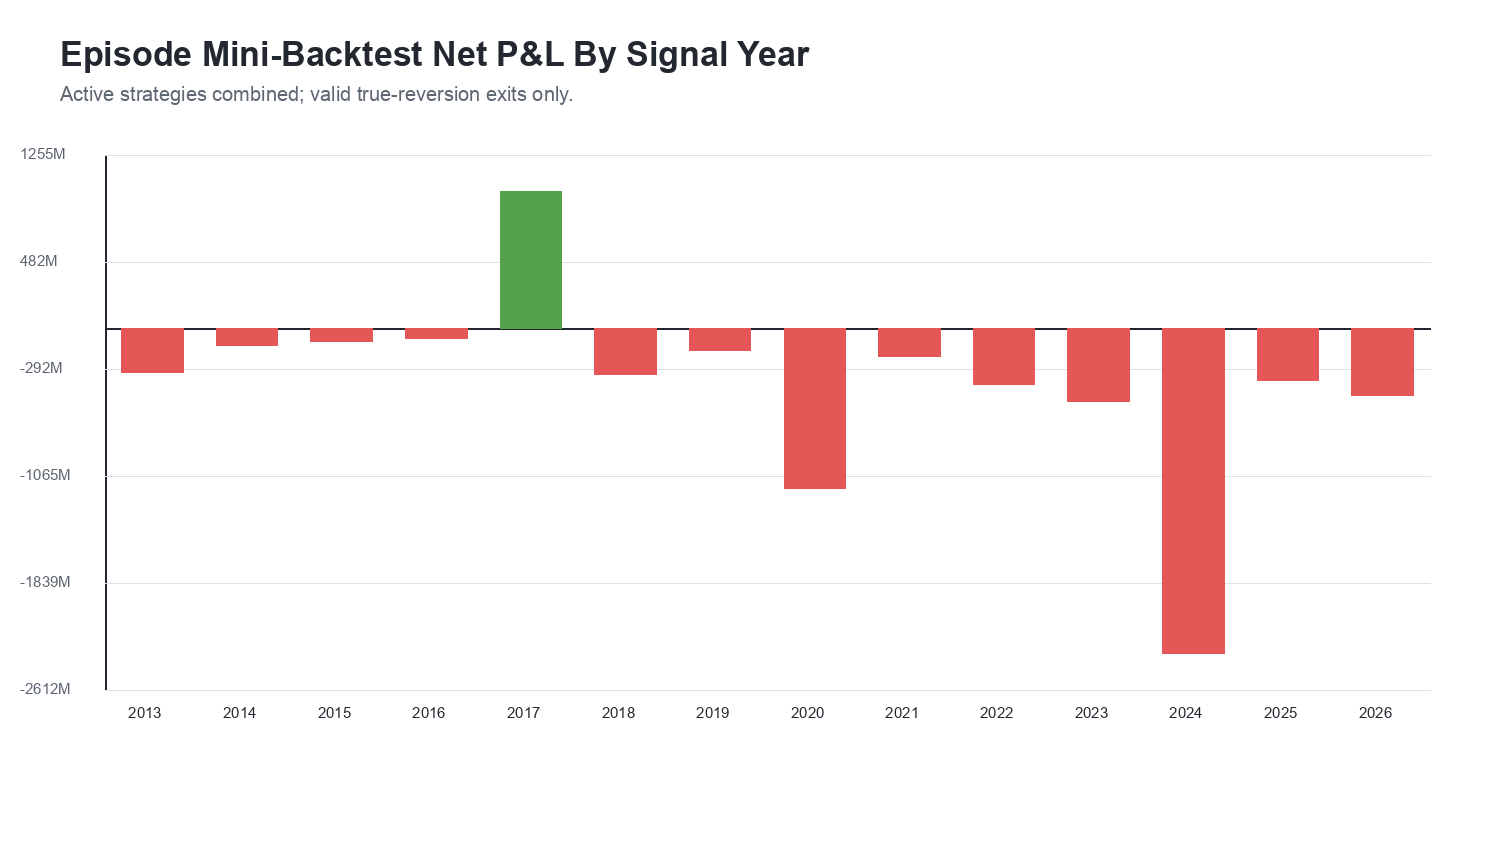 Episode Mini-Backtest Net P&L By Signal Year
Active strategies combined; valid true-reversion exits only.
1255M
482M
-292M
-1065M
-1839M
-2612M
2013 2014 2015 2016 2017 2018 2019 2020 2021 2022 2023 2024 2025 2026